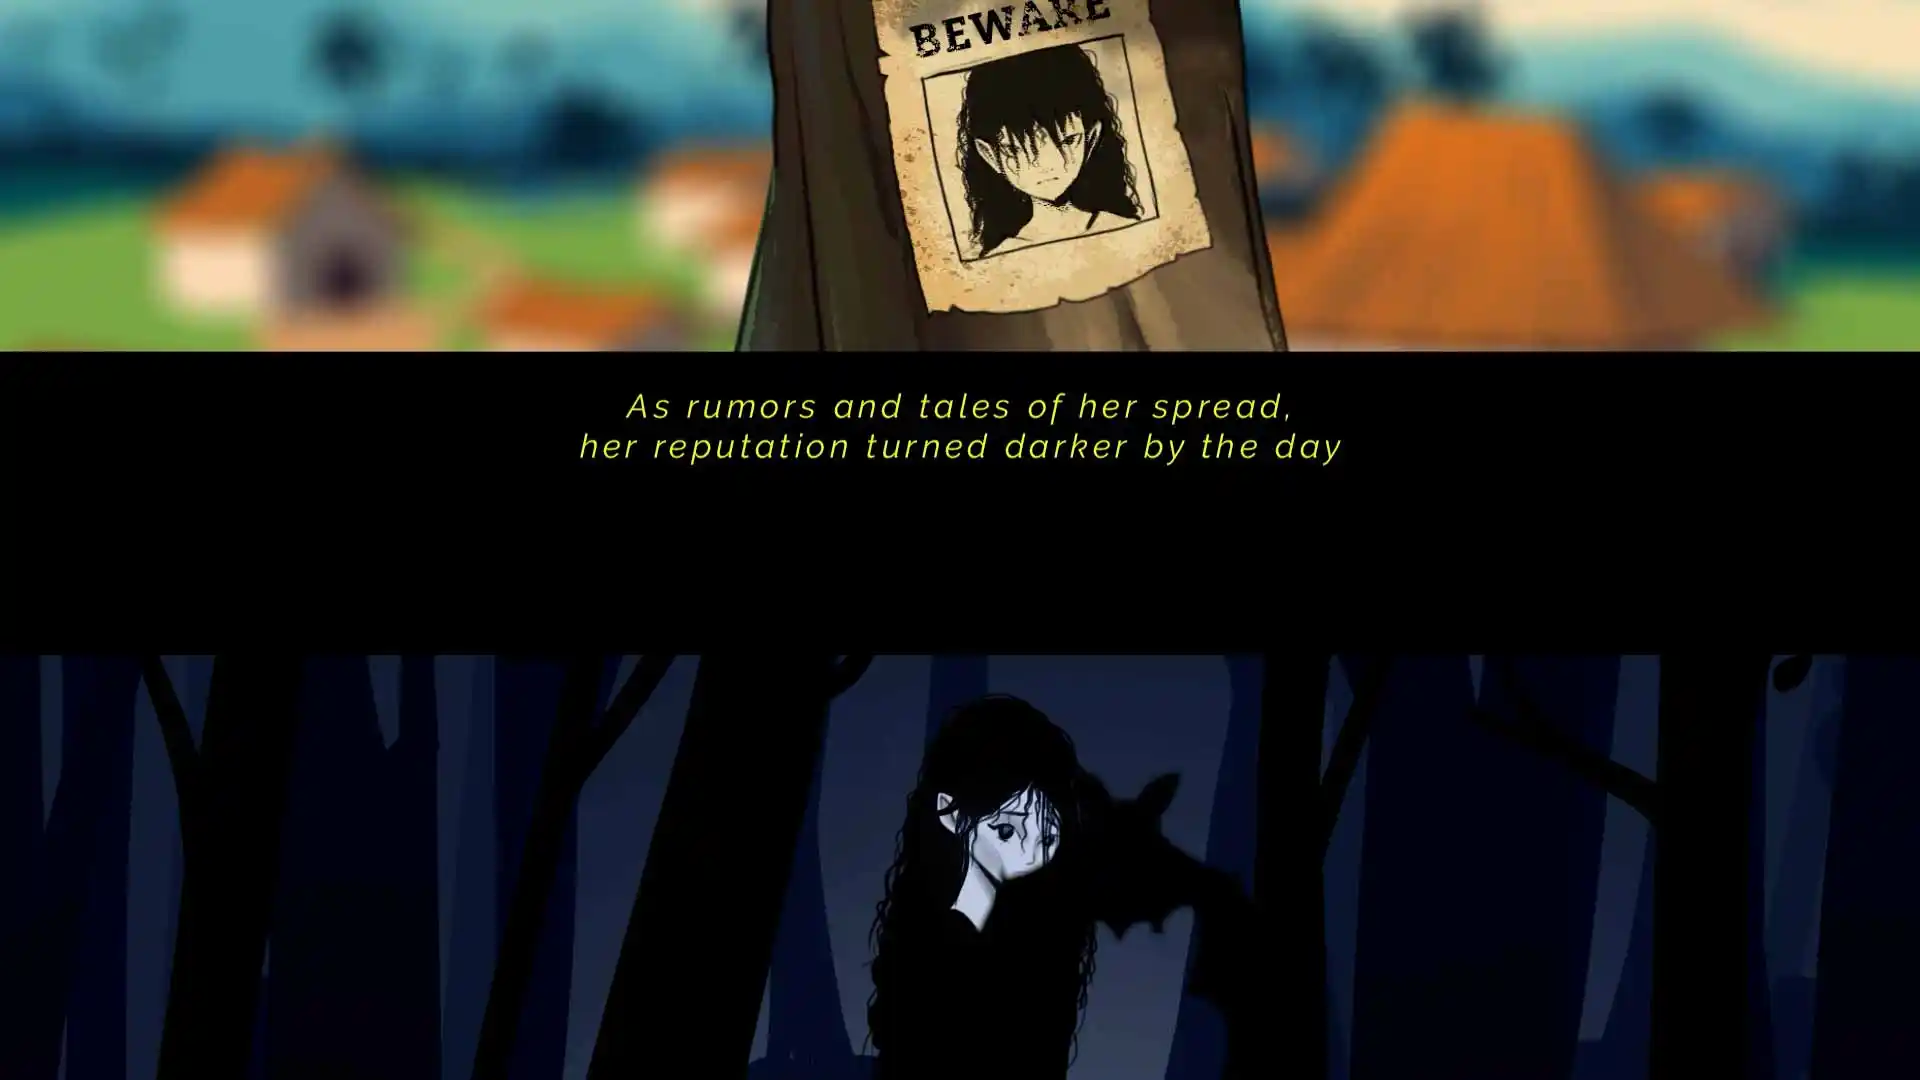 BEWARE
As rumors and tales of her spread,
her reputation turned darker by the day